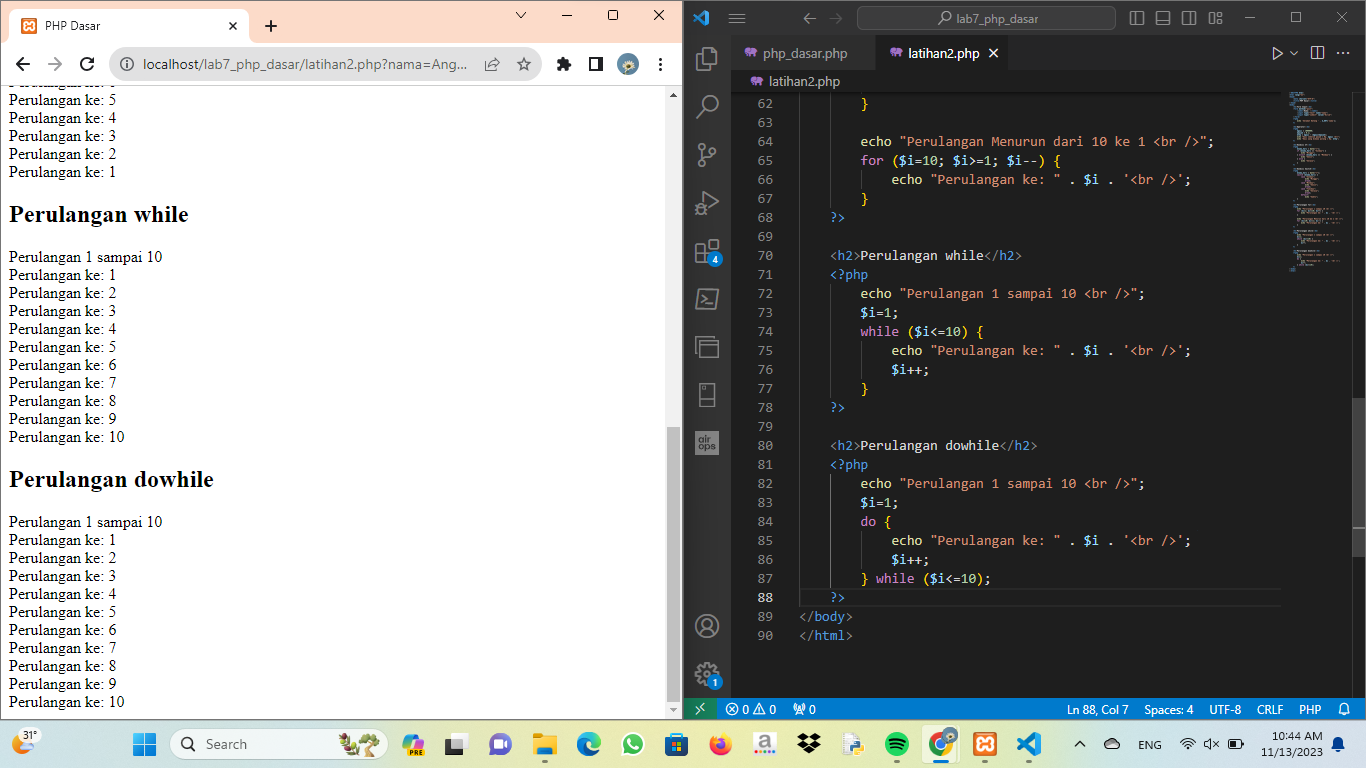 PHP Dasar
localhost/lab7_php_dasar/latihan2.php?nama=Ang...
Perulangan ke: 5
Perulangan ke: 4
Perulangan ke: 3
Perulangan ke: 2
Perulangan ke: 1
Perulangan while
Perulangan 1 sampai 10
Perulangan ke: 1
Perulangan ke: 2
Perulangan ke: 3
Perulangan ke: 4
Perulangan ke: 5
Perulangan ke: 6
Perulangan ke: 7
Perulangan ke: 8
Perulangan ke: 9
Perulangan ke: 10
Perulangan dowhile
Perulangan 1 sampai 10
Perulangan ke: 1
Perulangan ke: 2
Perulangan ke: 3
Perulangan ke: 4
Perulangan ke: 5
Perulangan ke: 6
Perulangan ke: 7
Perulangan ke: 8
Perulangan ke: 9
Perulangan ke: 10
lab7_php_dasar
php_dasar.php
latihan2.php
latihan2.php
4
air ops
1
62 }
63
64 echo "Perulangan Menurun dari 10 ke 1 <br />";
65 for ($i=10; $i>=1; $i--) {
66 echo "Perulangan ke: " . $i . '<br />';
67 }
68 ?>
69
70 <h2>Perulangan while</h2>
71 <?php
72 echo "Perulangan 1 sampai 10 <br />";
73 $i=1;
74 while ($i<=10) {
75 echo "Perulangan ke: " . $i . '<br />';
76 $i++;
77 }
78 ?>
79
80 <h2>Perulangan dowhile</h2>
81 <?php
82 echo "Perulangan 1 sampai 10 <br />";
83 $i=1;
84 do {
85 echo "Perulangan ke: " . $i . '<br />';
86 $i++;
87 } while ($i<=10);
88 ?>
89 </body>
90 </html>
0 0 0 Ln 88, Col 7 Spaces: 4 UTF-8 CRLF PHP
31°
Search
PRE
a
ENG
10:44 AM
11/13/2023